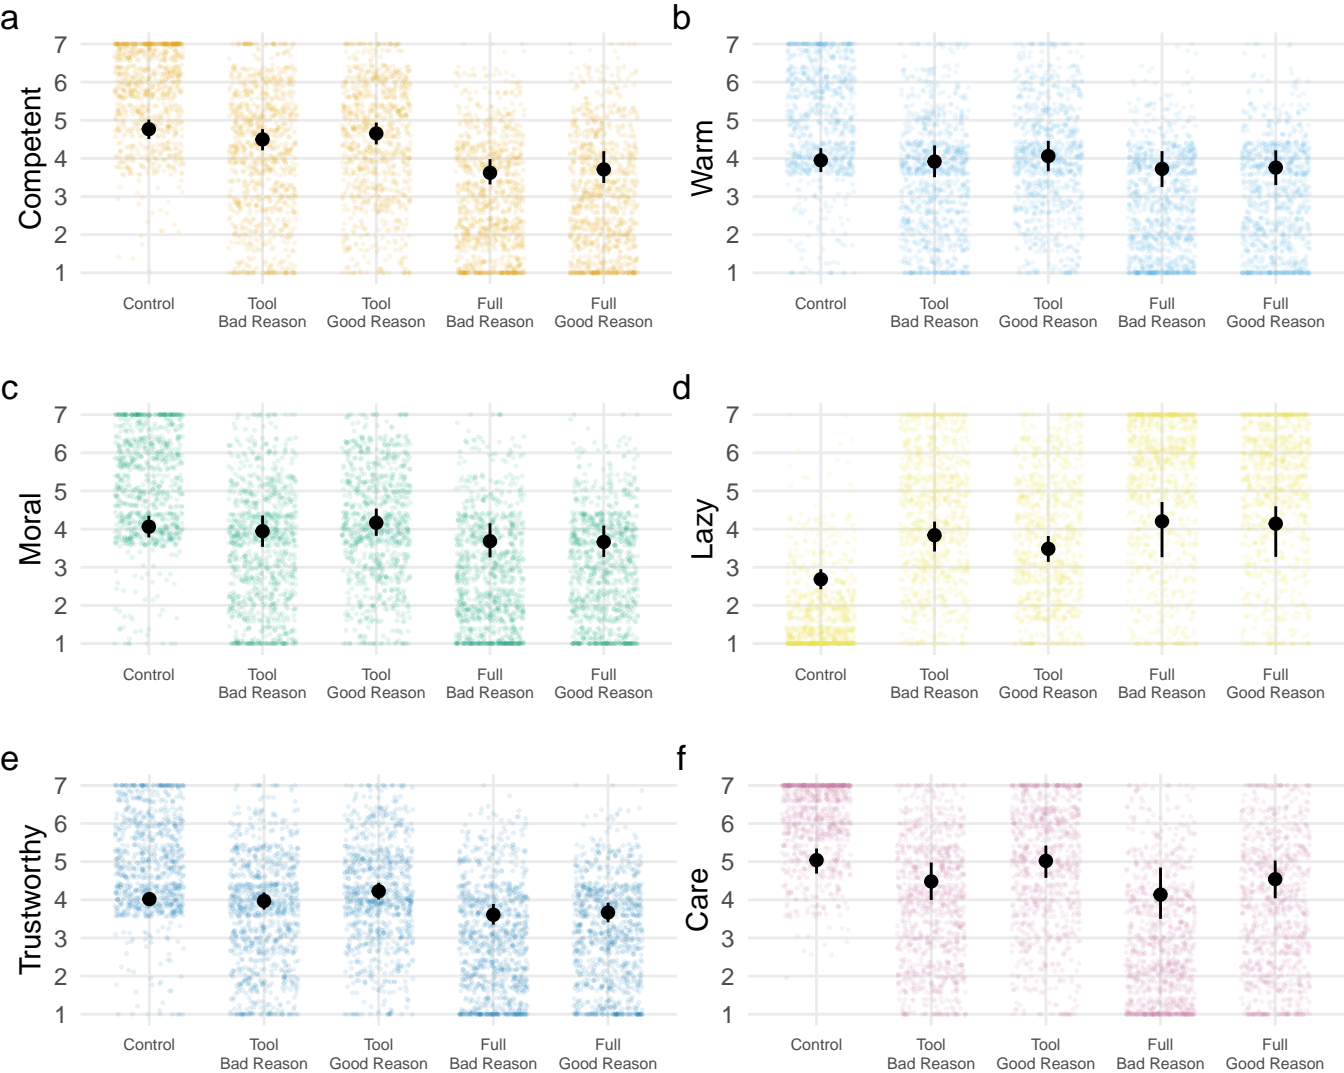 a
Competent
7
6
5
4
3
2
1
Control
Tool
Bad Reason
Tool
Good Reason
Full
Bad Reason
Full
Good Reason
b
Warm
7
6
5
4
3
2
1
Control
Tool
Bad Reason
Tool
Good Reason
Full
Bad Reason
Full
Good Reason
c
Moral
7
6
5
4
3
2
1
Control
Tool
Bad Reason
Tool
Good Reason
Full
Bad Reason
Full
Good Reason
d
Lazy
7
6
5
4
3
2
1
Control
Tool
Bad Reason
Tool
Good Reason
Full
Bad Reason
Full
Good Reason
e
Trustworthy
7
6
5
4
3
2
1
Control
Tool
Bad Reason
Tool
Good Reason
Full
Bad Reason
Full
Good Reason
f
Care
7
6
5
4
3
2
1
Control
Tool
Bad Reason
Tool
Good Reason
Full
Bad Reason
Full
Good Reason